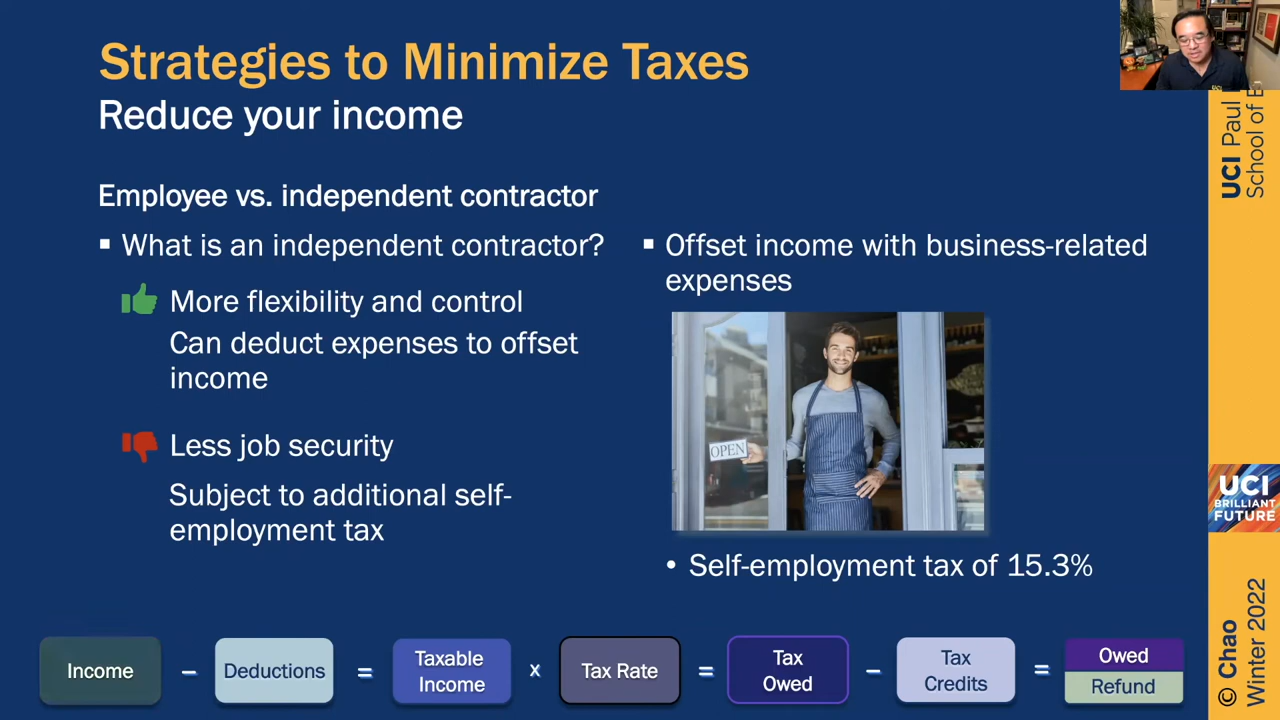 Strategies to Minimize Taxes
Reduce your income
Employee vs. independent contractor
▪ What is an independent contractor?
More flexibility and control
Can deduct expenses to offset
income
Less job security
Subject to additional self-
employment tax
▪ Offset income with business-related
expenses
OPEN
• Self-employment tax of 15.3%
Income – Deductions = Taxable Income x Tax Rate = Tax Owed – Tax Credits = Owed Refund
UCI Paul
School of
UCI
BRILLIANT
FUTURE
© Chao
Winter 2022